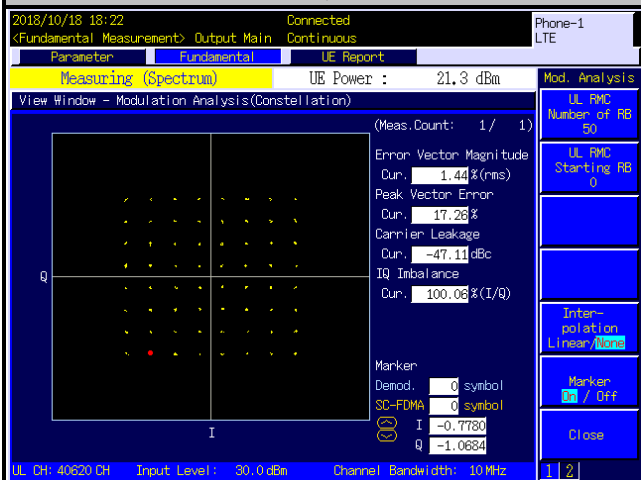 2018/10/18 18:22 Connected Phone-1
<Fundamental Measurement> Output Main Continuous LTE
Parameter Fundamental UE Report
Measuring (Spectrum) UE Power : 21.3 dBm Mod. Analysis
View Window - Modulation Analysis(Constellation)
UL RMC
Number of RB
50
(Meas.Count: 1/ 1)
Error Vector Magnitude
Cur. 1.44%(rms)
UL RMC
Starting RB
0
Peak Vector Error
Cur. 17.26%
Carrier Leakage
Cur. -47.11dBc
IQ Imbalance
Cur. 100.06%(I/Q)
Q
I
Inter-
polation
Linear/None
Marker
Demod. 0 symbol
SC-FDMA 0 symbol
I -0.7780
Q -1.0684
Marker
On / Off
Close
UL CH: 40620 CH Input Level: 30.0 dBm Channel Bandwidth: 10 MHz 1 2